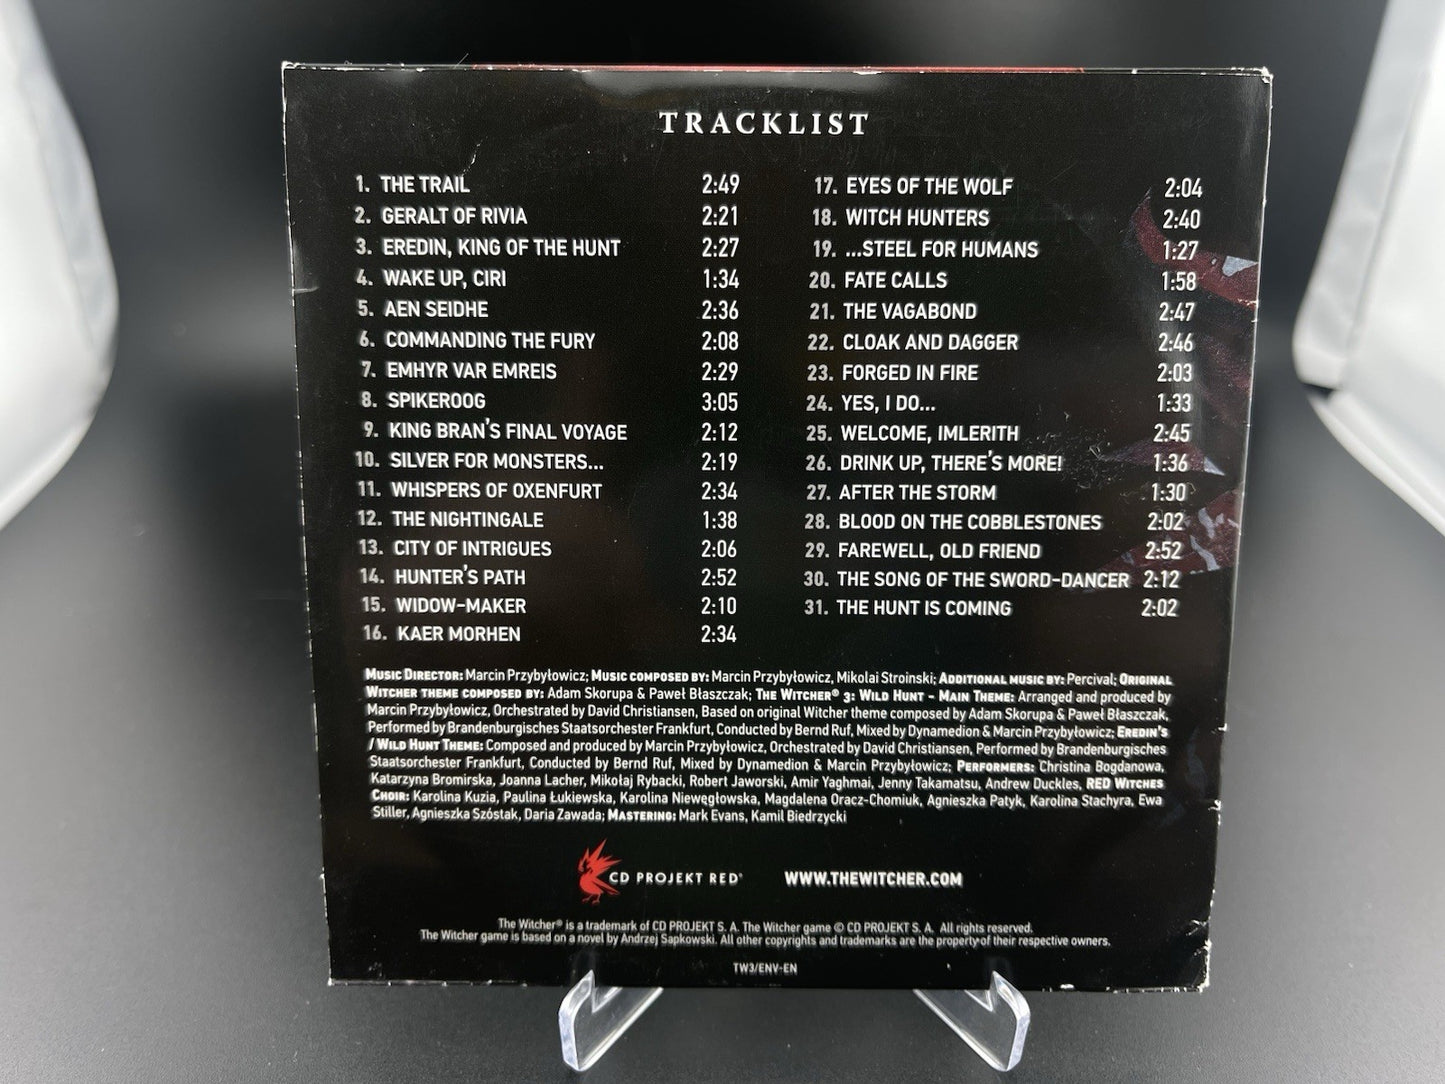 TRACKLIST
1. THE TRAIL 2:49
2. GERALT OF RIVIA 2:21
3. EREDIN, KING OF THE HUNT 2:27
4. WAKE UP, CIRI 1:34
5. AEN SEIDHE 2:36
6. COMMANDING THE FURY 2:08
7. EMHYR VAR EMREIS 2:29
8. SPIKEROOG 3:05
9. KING BRAN'S FINAL VOYAGE 2:12
10. SILVER FOR MONSTERS... 2:19
11. WHISPERS OF OXENFURT 2:34
12. THE NIGHTINGALE 1:38
13. CITY OF INTRIGUES 2:06
14. HUNTER'S PATH 2:52
15. WIDOW-MAKER 2:10
16. KAER MORHEN 2:34
17. EYES OF THE WOLF 2:04
18. WITCH HUNTERS 2:40
19. ...STEEL FOR HUMANS 1:27
20. FATE CALLS 1:58
21. THE VAGABOND 2:47
22. CLOAK AND DAGGER 2:46
23. FORGED IN FIRE 2:03
24. YES, I DO... 1:33
25. WELCOME, IMLERITH 2:45
26. DRINK UP, THERE'S MORE! 1:36
27. AFTER THE STORM 1:30
28. BLOOD ON THE COBBLESTONES 2:02
29. FAREWELL, OLD FRIEND 2:52
30. THE SONG OF THE SWORD-DANCER 2:12
31. THE HUNT IS COMING 2:02
MUSIC DIRECTOR: Marcin Przybyłowicz; MUSIC COMPOSED BY: Marcin Przybyłowicz, Mikolai Stroinski; ADDITIONAL MUSIC BY: Percival; ORIGINAL
WITCHER THEME COMPOSED BY: Adam Skorupa & Paweł Błaszczak; THE WITCHER® 3: WILD HUNT - MAIN THEME: Arranged and produced by
Marcin Przybyłowicz, Orchestrated by David Christiansen, Based on original Witcher theme composed by Adam Skorupa & Paweł Błaszczak,
Performed by Brandenburgisches Staatsorchester Frankfurt, Conducted by Bernd Ruf, Mixed by Dynamedion & Marcin Przybyłowicz; EREDIN'S
/ WILD HUNT THEME: Composed and produced by Marcin Przybyłowicz, Orchestrated by David Christiansen, Performed by Brandenburgisches
Staatsorchester Frankfurt, Conducted by Bernd Ruf, Mixed by Dynamedion & Marcin Przybyłowicz; PERFORMERS: Christina Bogdanowa,
Katarzyna Bromirska, Joanna Lacher, Mikołaj Rybacki, Robert Jaworski, Amir Yaghmai, Jenny Takamatsu, Andrew Duckles, RED WITCHES
CHOIR: Karolina Kuzia, Paulina Łukiewska, Karolina Niewęgłowska, Magdalena Oracz-Chomiuk, Agnieszka Patyk, Karolina Stachyra, Ewa
Stiller, Agnieszka Szóstak, Daria Zawada; MASTERING: Mark Evans, Kamil Biedrzycki
CD PROJEKT RED® WWW.THEWITCHER.COM
The Witcher® is a trademark of CD PROJEKT S. A. The Witcher game © CD PROJEKT S. A. All rights reserved.
The Witcher game is based on a novel by Andrzej Sapkowski. All other copyrights and trademarks are the property of their respective owners.
TW3/ENV-EN